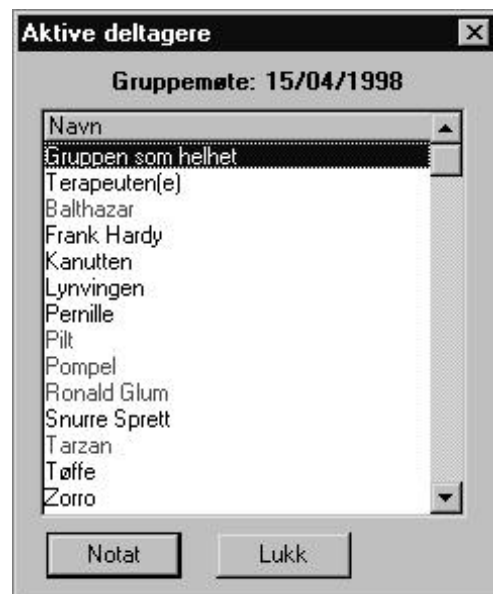 Aktive deltagere
Gruppemøte: 15/04/1998
Navn
Gruppen som helhet
Terapeuten(e)
Balthazar
Frank Hardy
Kanutten
Lynvingen
Pernille
Pilt
Pompel
Ronald Glum
Snurre Sprett
Tarzan
Tøffe
Zorro
Notat Lukk